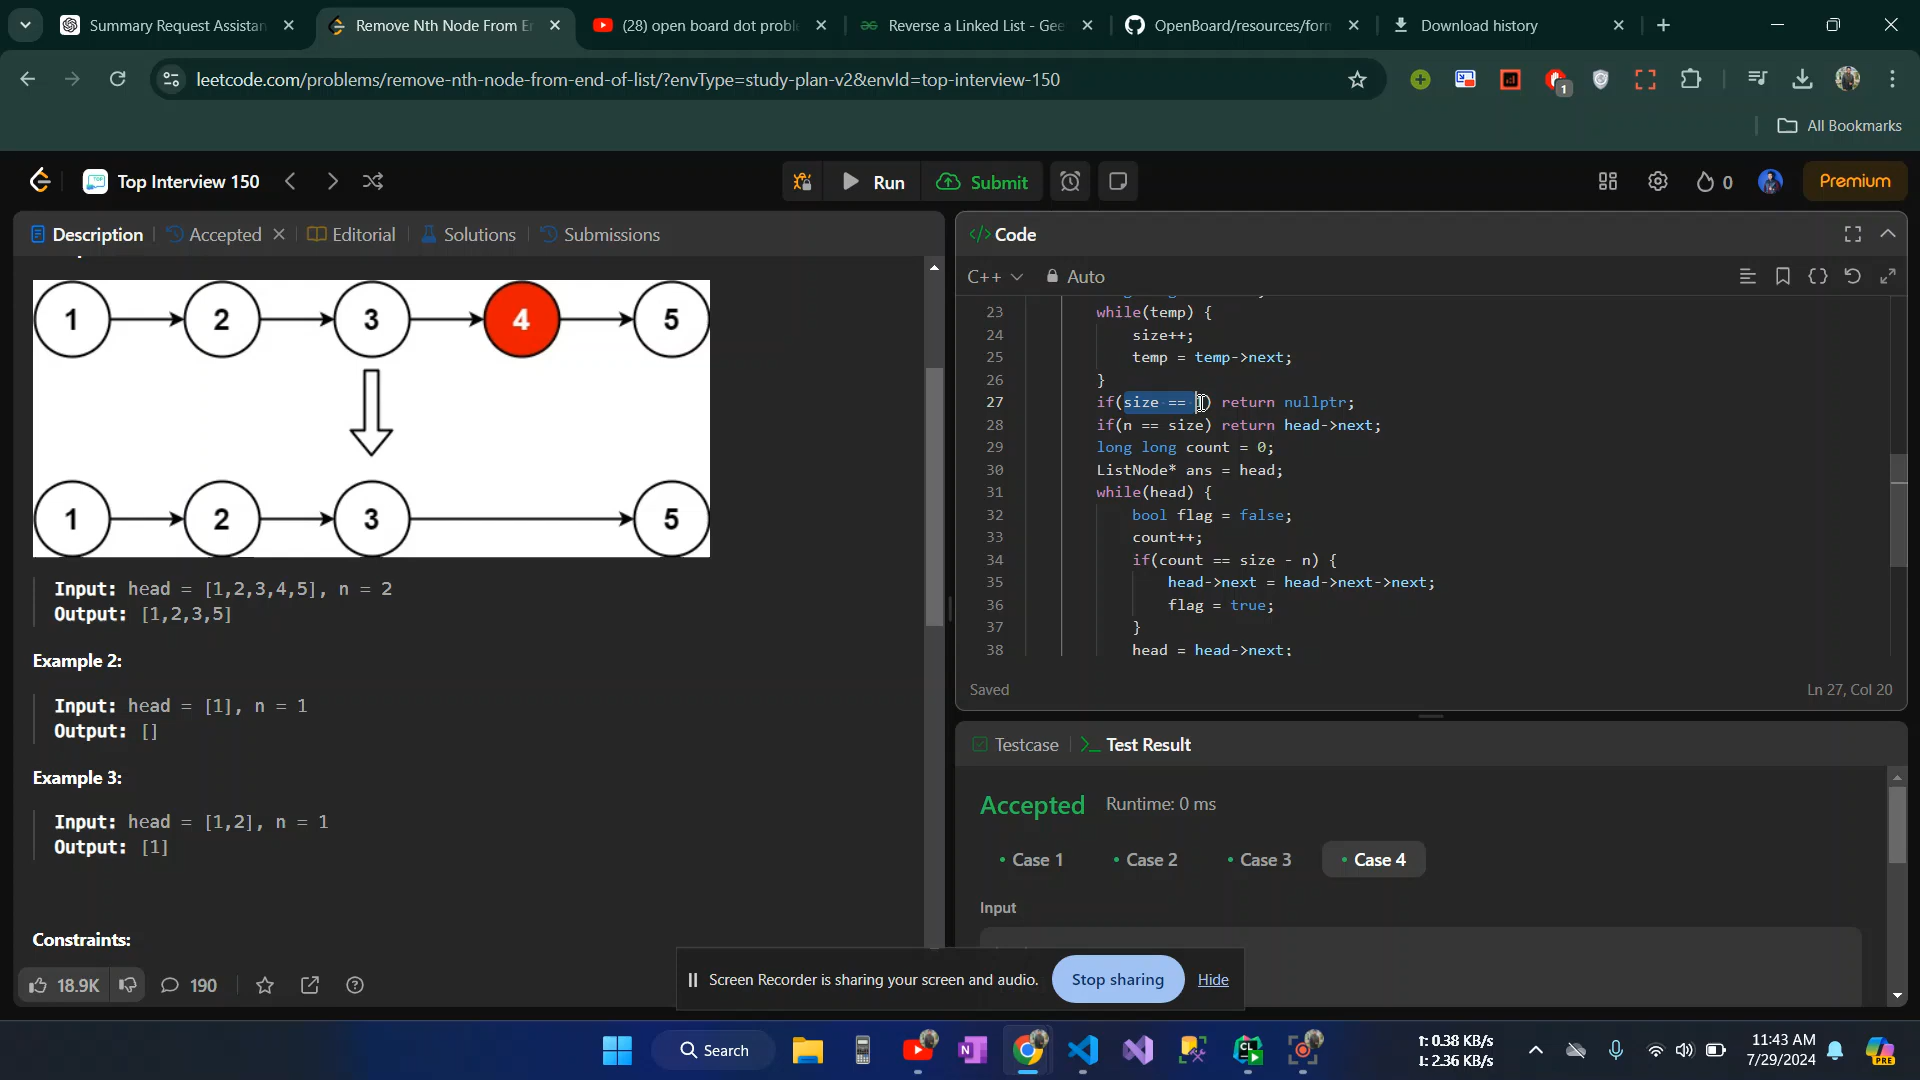 Summary Request Assistan
Remove Nth Node From E
(28) open board dot probl
Reverse a Linked List - Gee
OpenBoard/resources/forn
Download history
leetcode.com/problems/remove-nth-node-from-end-of-list/?envType=study-plan-v2&envId=top-interview-150
1
All Bookmarks
Top Interview 150
Run
Submit
0
Premium
Description
Accepted
Editorial
Solutions
Submissions
</> Code
C++
Auto
1 2 3 4 5
1 2 3 5
Input: head = [1,2,3,4,5], n = 2
Output: [1,2,3,5]
Example 2:
Input: head = [1], n = 1
Output: []
Example 3:
Input: head = [1,2], n = 1
Output: [1]
Constraints:
18.9K
190
23 while(temp) {
24 size++;
25 temp = temp->next;
26 }
27 if(size == 1) return nullptr;
28 if(n == size) return head->next;
29 long long count = 0;
30 ListNode* ans = head;
31 while(head) {
32 bool flag = false;
33 count++;
34 if(count == size - n) {
35 head->next = head->next->next;
36 flag = true;
37 }
38 head = head->next;
Saved
Ln 27, Col 20
Testcase
Test Result
Accepted
Runtime: 0 ms
Case 1
Case 2
Case 3
Case 4
Input
Screen Recorder is sharing your screen and audio.
Stop sharing
Hide
Search
CL
PRE
↑: 0.38 KB/s
↓: 2.36 KB/s
11:43 AM
7/29/2024